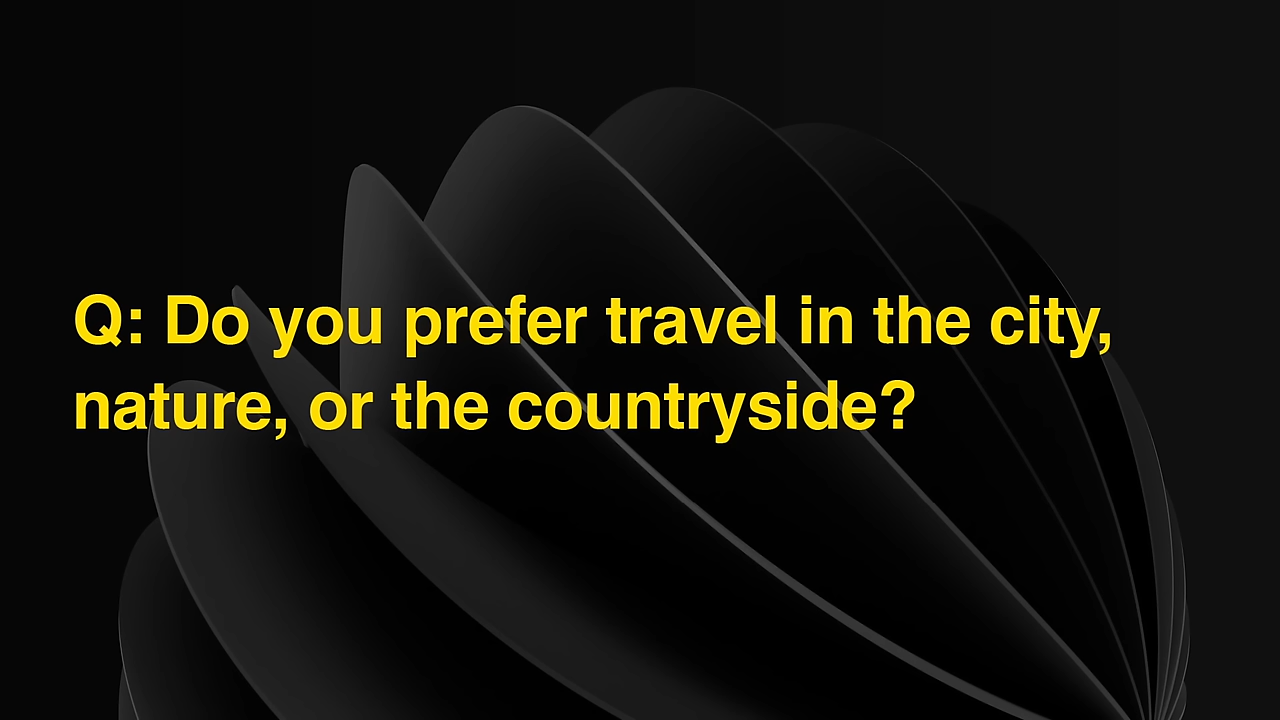 Q: Do you prefer travel in the city,
nature, or the countryside?